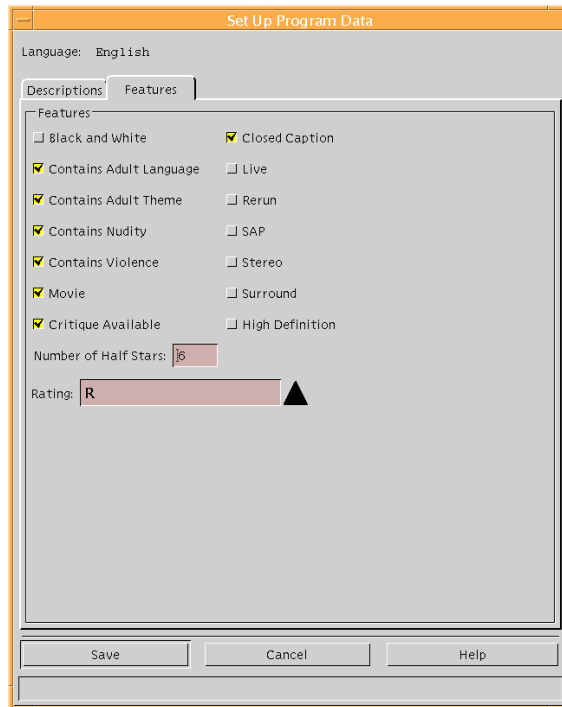 Set Up Program Data
Language: English
Descriptions Features
Features
Black and White Closed Caption
Contains Adult Language Live
Contains Adult Theme Rerun
Contains Nudity SAP
Contains Violence Stereo
Movie Surround
Critique Available High Definition
Number of Half Stars: 6
Rating: R
Save Cancel Help